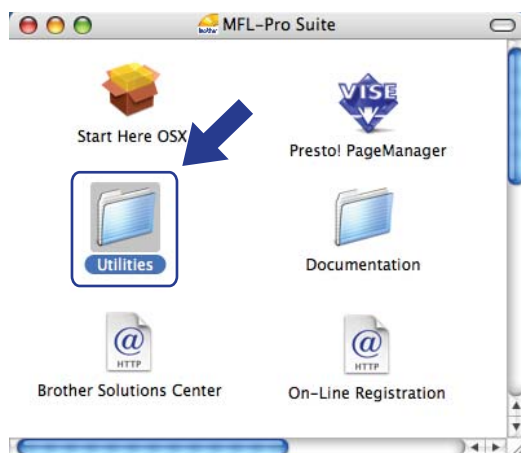 MFL-Pro Suite
Start Here OSX
VISE
Presto! PageManager
Utilities
Documentation
@
HTTP
@
HTTP
Brother Solutions Center
On-Line Registration